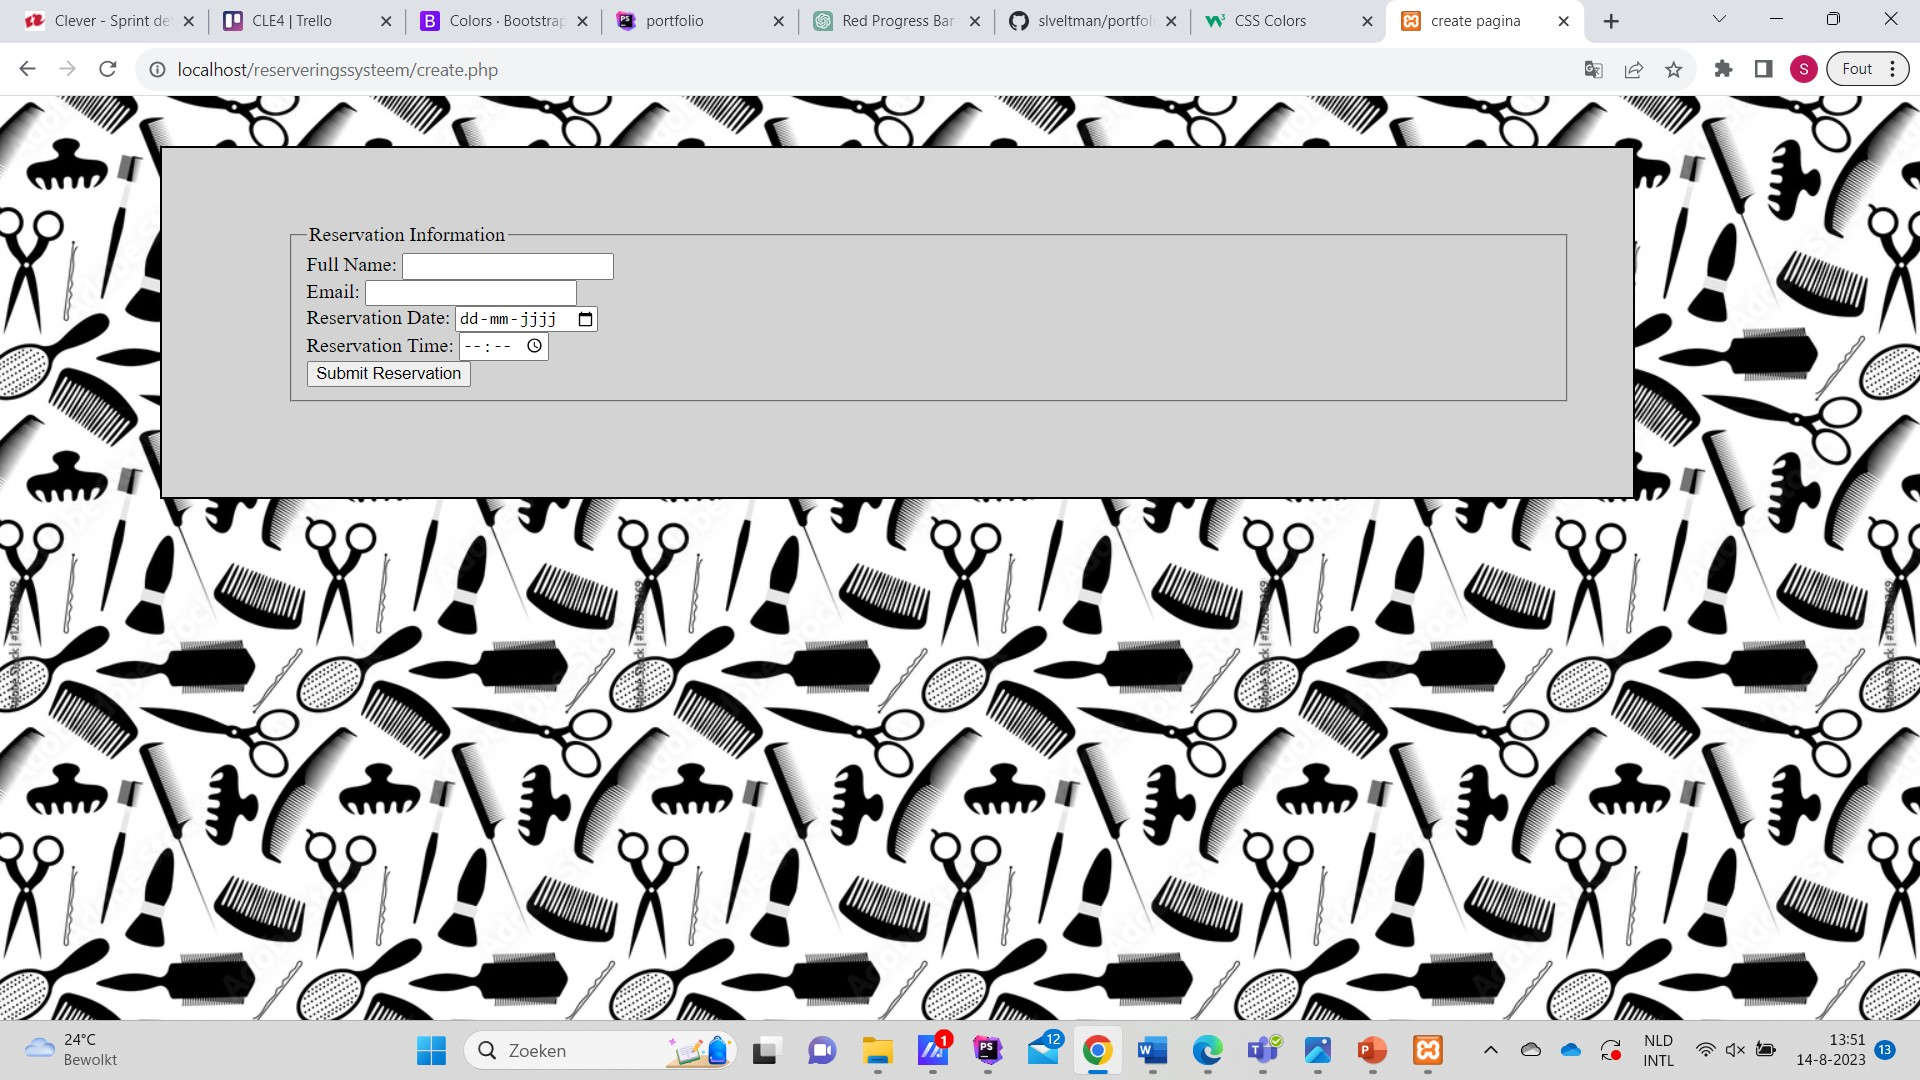 Clever - Sprint de
CLE4 | Trello
Colors · Bootstrap
portfolio
Red Progress Bar
slveltman/portfoli
CSS Colors
create pagina
localhost/reserveringssysteem/create.php
S
Fout
Reservation Information
Full Name:
Email:
Reservation Date: dd-mm-jjjj
Reservation Time: --:--
Submit Reservation
24°C
Bewolkt
Zoeken
1
12
NLD
INTL
13:51
14-8-2023
13